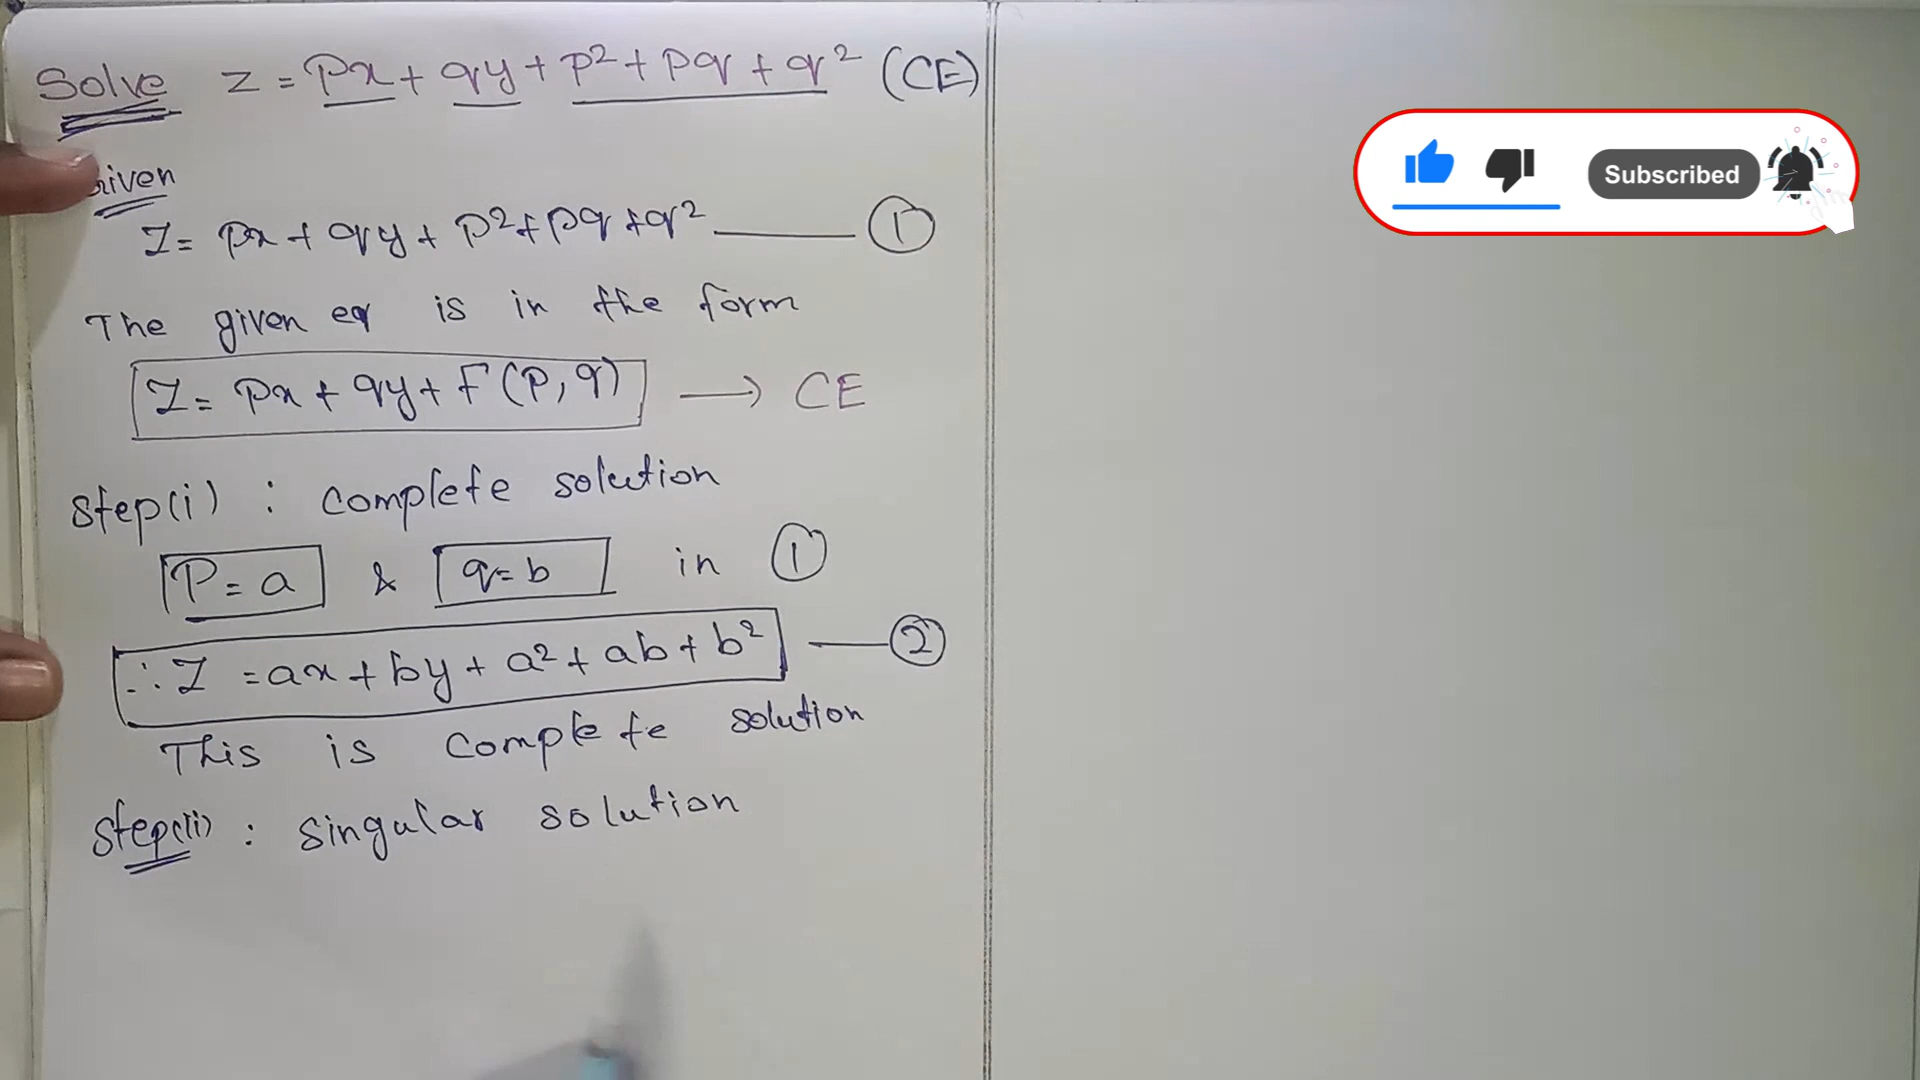 Solve z = px + qy + p² + pq + q² (CE)
Given
Z = px + qy + p² + pq + q² ——— ①
The given eq is in the form
Z = px + qy + F(p, q) → CE
Step(i) : complete solution
P = a & q = b in ①
∴ Z = ax + by + a² + ab + b² —— ②
This is complete solution
Step(ii) : singular solution
Subscribed